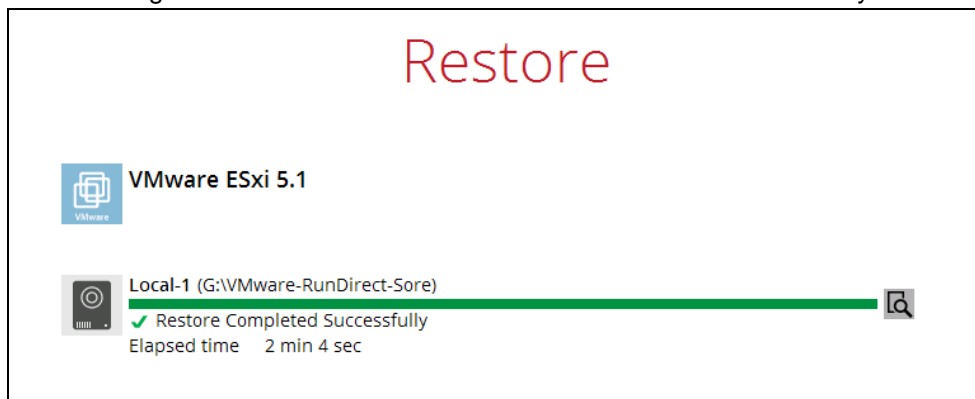 Restore
VMware ESxi 5.1
VMware
Local-1 (G:\VMware-RunDirect-Sore)
Restore Completed Successfully
Elapsed time 2 min 4 sec